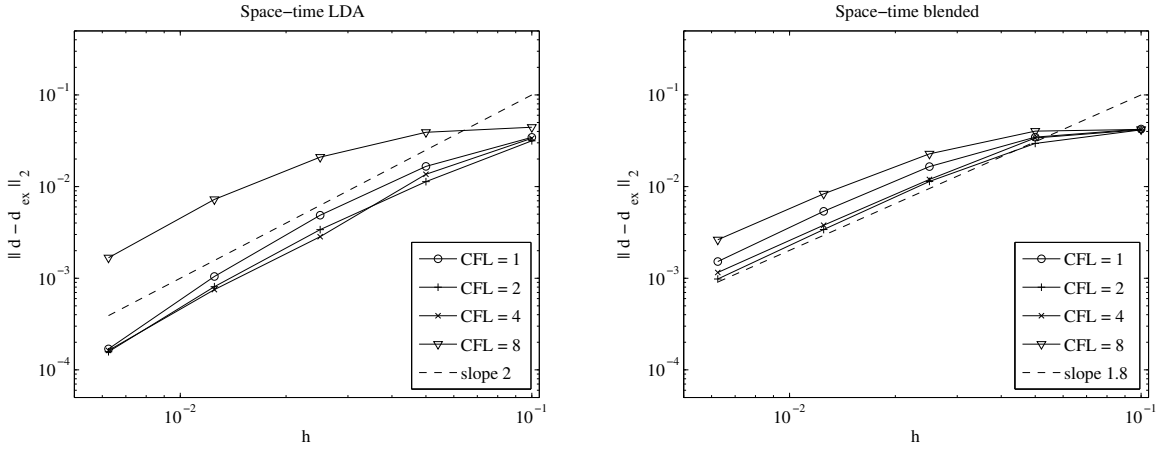 Space−time LDA
10^−1
10^−2
10^−3
10^−4
|| d − d_ex ||_2
10^−2
10^−1
h
CFL = 1
CFL = 2
CFL = 4
CFL = 8
slope 2
Space−time blended
10^−1
10^−2
10^−3
10^−4
|| d − d_ex ||_2
10^−2
10^−1
h
CFL = 1
CFL = 2
CFL = 4
CFL = 8
slope 1.8